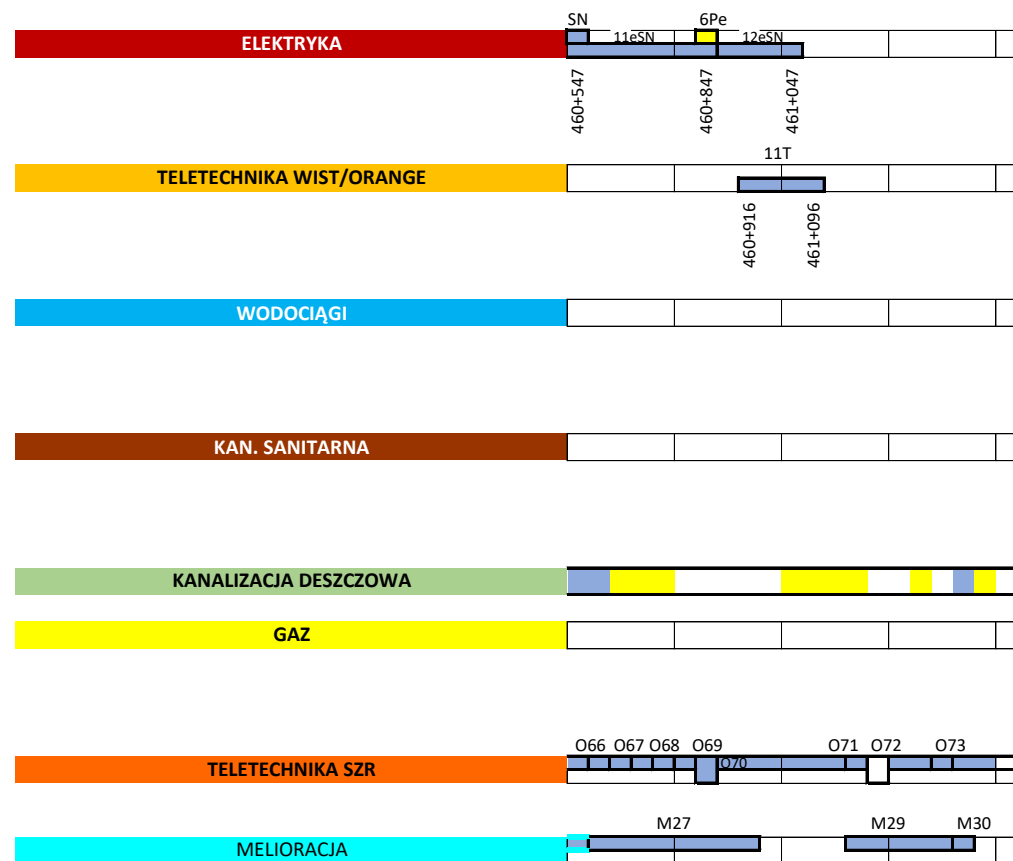 SN 6Pe
ELEKTRYKA 11eSN 12eSN
460+547 460+847 461+047
11T
TELETECHNIKA WIST/ORANGE
460+916 461+096
WODOCIĄGI
KAN. SANITARNA
KANALIZACJA DESZCZOWA
GAZ
O66 O67 O68 O69 O71 O72 O73
TELETECHNIKA SZR O70
M27 M29 M30
MELIORACJA